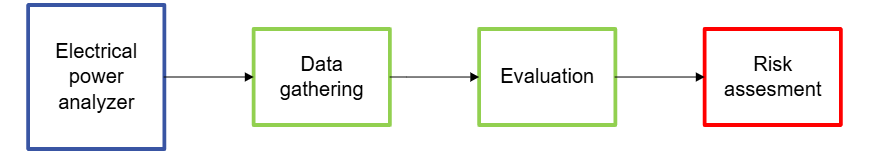 Electrical
power
analyzer
Data
gathering
Evaluation
Risk
assesment